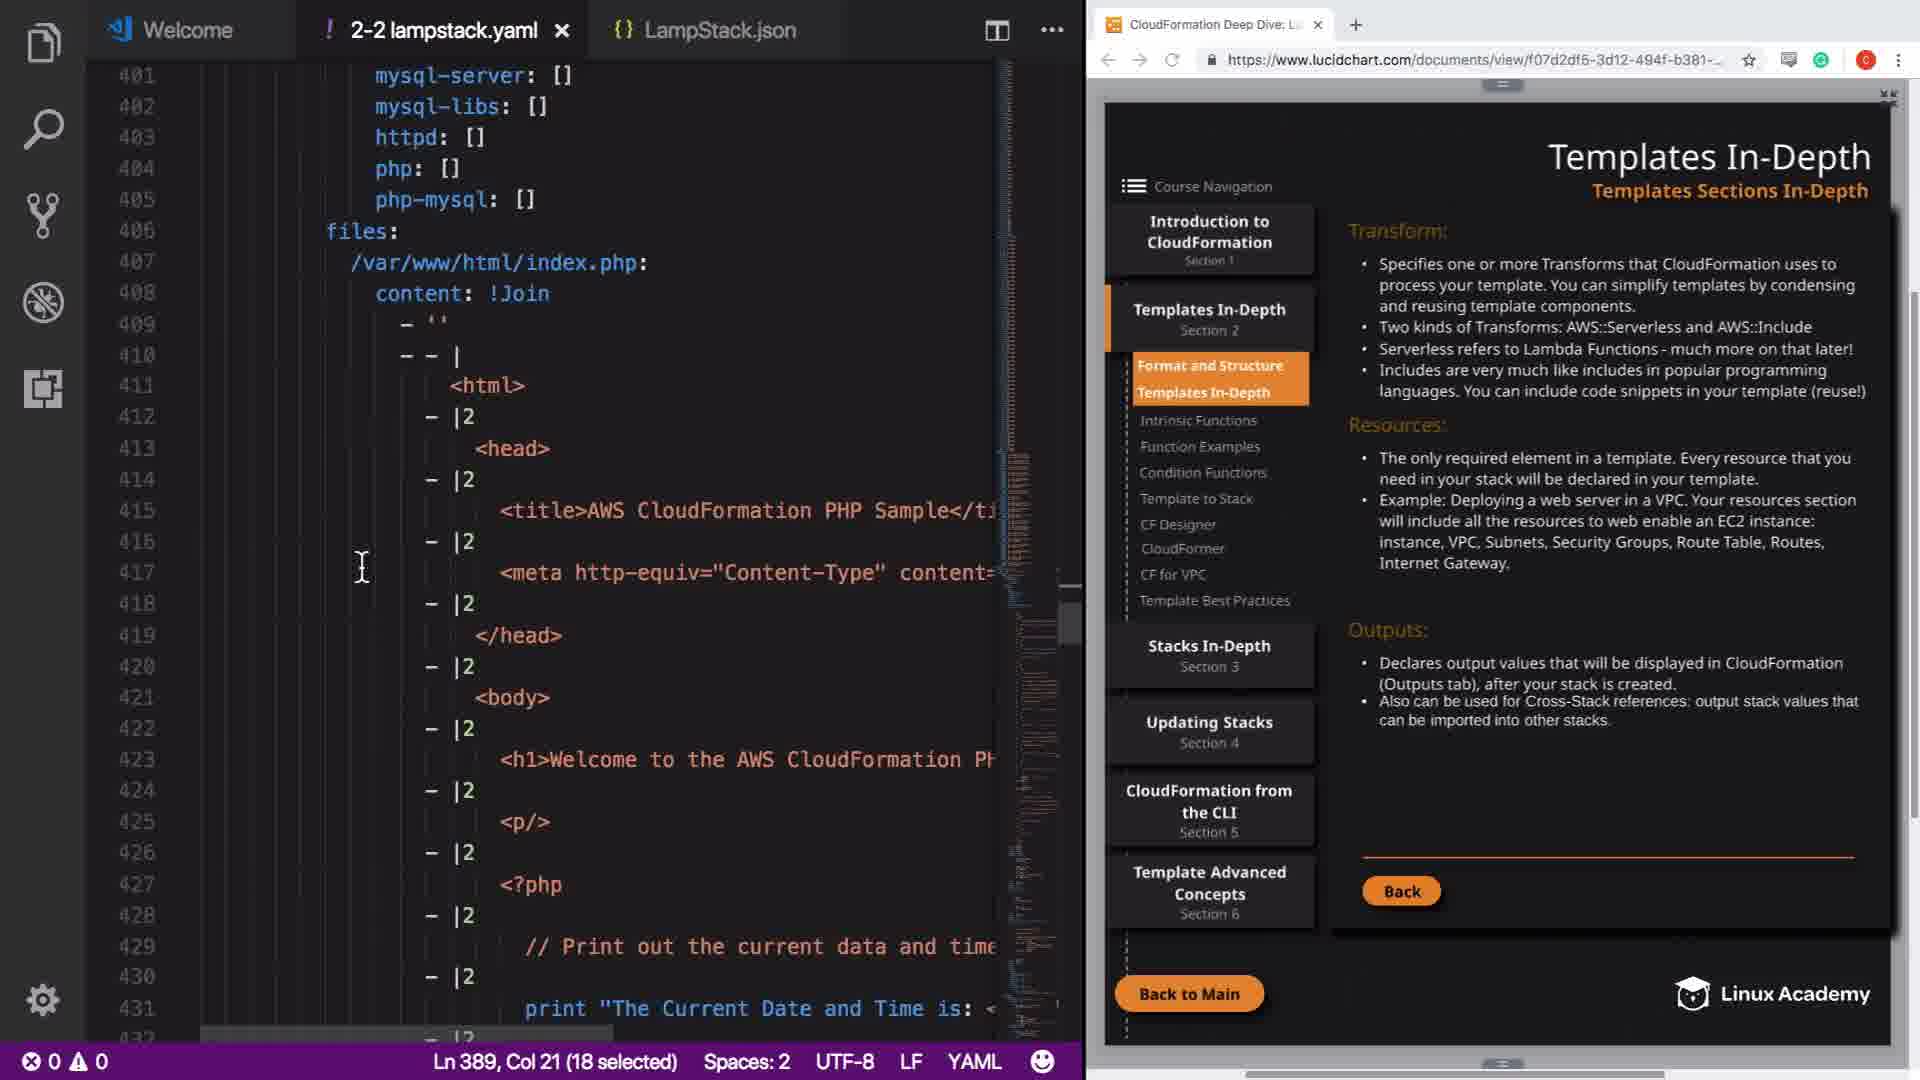 Welcome
! 2-2 lampstack.yaml ×
{} LampStack.json
401 mysql-server: []
402 mysql-libs: []
403 httpd: []
404 php: []
405 php-mysql: []
406 files:
407 /var/www/html/index.php:
408 content: !Join
409 - ''
410 - - |
411 <html>
412 - |2
413 <head>
414 - |2
415 <title>AWS CloudFormation PHP Sample</ti
416 - |2
417 <meta http-equiv="Content-Type" content=
418 - |2
419 </head>
420 - |2
421 <body>
422 - |2
423 <h1>Welcome to the AWS CloudFormation PH
424 - |2
425 <p/>
426 - |2
427 <?php
428 - |2
429 // Print out the current data and time
430 - |2
431 print "The Current Date and Time is: <
432 - |2
0 0
Ln 389, Col 21 (18 selected)
Spaces: 2
UTF-8
LF
YAML
CloudFormation Deep Dive: L
https://www.lucidchart.com/documents/view/f07d2df5-3d12-494f-b381-...
C
Templates In-Depth
Templates Sections In-Depth
Course Navigation
Introduction to
CloudFormation
Section 1
Templates In-Depth
Section 2
Format and Structure
Templates In-Depth
Intrinsic Functions
Function Examples
Condition Functions
Template to Stack
CF Designer
CloudFormer
CF for VPC
Template Best Practices
Stacks In-Depth
Section 3
Updating Stacks
Section 4
CloudFormation from
the CLI
Section 5
Template Advanced
Concepts
Section 6
Back to Main
Transform:
• Specifies one or more Transforms that CloudFormation uses to
process your template. You can simplify templates by condensing
and reusing template components.
• Two kinds of Transforms: AWS::Serverless and AWS::Include
• Serverless refers to Lambda Functions - much more on that later!
• Includes are very much like includes in popular programming
languages. You can include code snippets in your template (reuse!)
Resources:
• The only required element in a template. Every resource that you
need in your stack will be declared in your template.
• Example: Deploying a web server in a VPC. Your resources section
will include all the resources to web enable an EC2 instance:
instance, VPC, Subnets, Security Groups, Route Table, Routes,
Internet Gateway.
Outputs:
• Declares output values that will be displayed in CloudFormation
(Outputs tab), after your stack is created.
• Also can be used for Cross-Stack references: output stack values that
can be imported into other stacks.
Back
Linux Academy